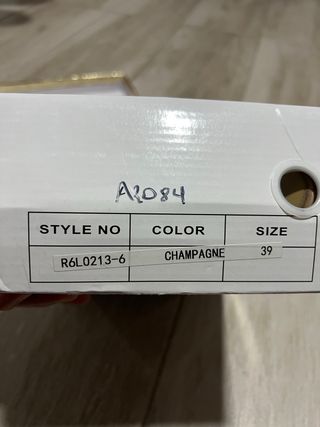 A2084
STYLE NO COLOR SIZE
R6L0213-6 CHAMPAGNE 39